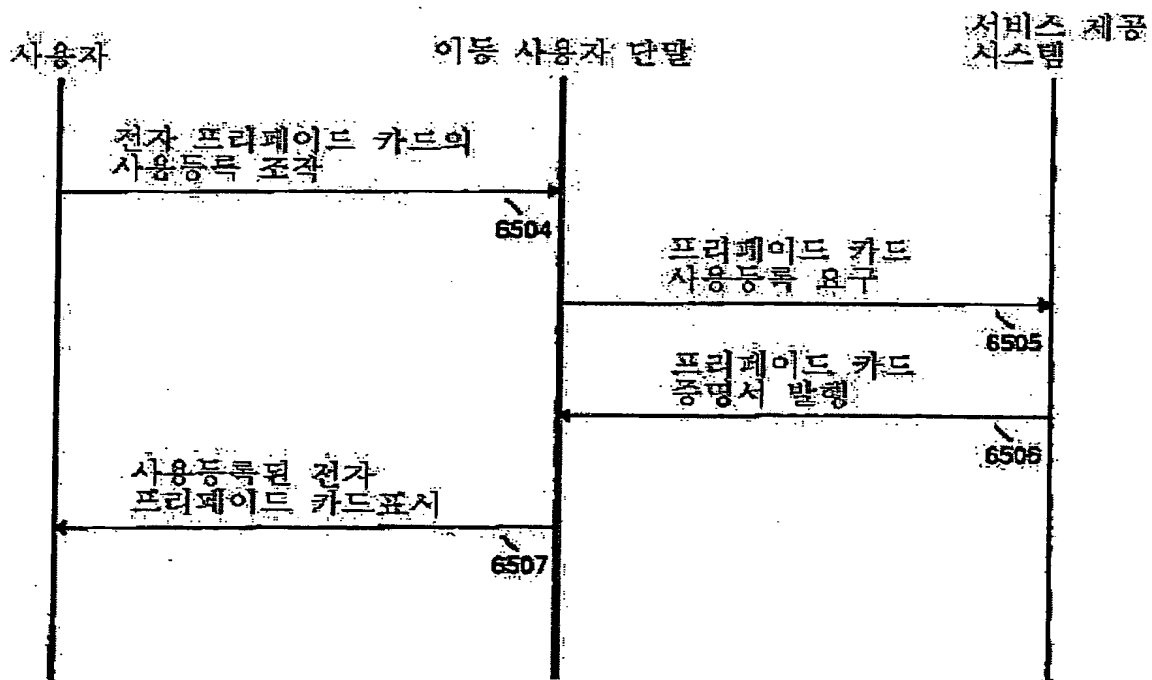 사용자
이동 사용자 단말
서비스 제공
시스템
전자 프리페이드 카드의
사용등록 조작
6504
프리페이드 카드
사용등록 요구
6505
프리페이드 카드
증명서 발행
6506
사용등록된 전자
프리페이드 카드표시
6507